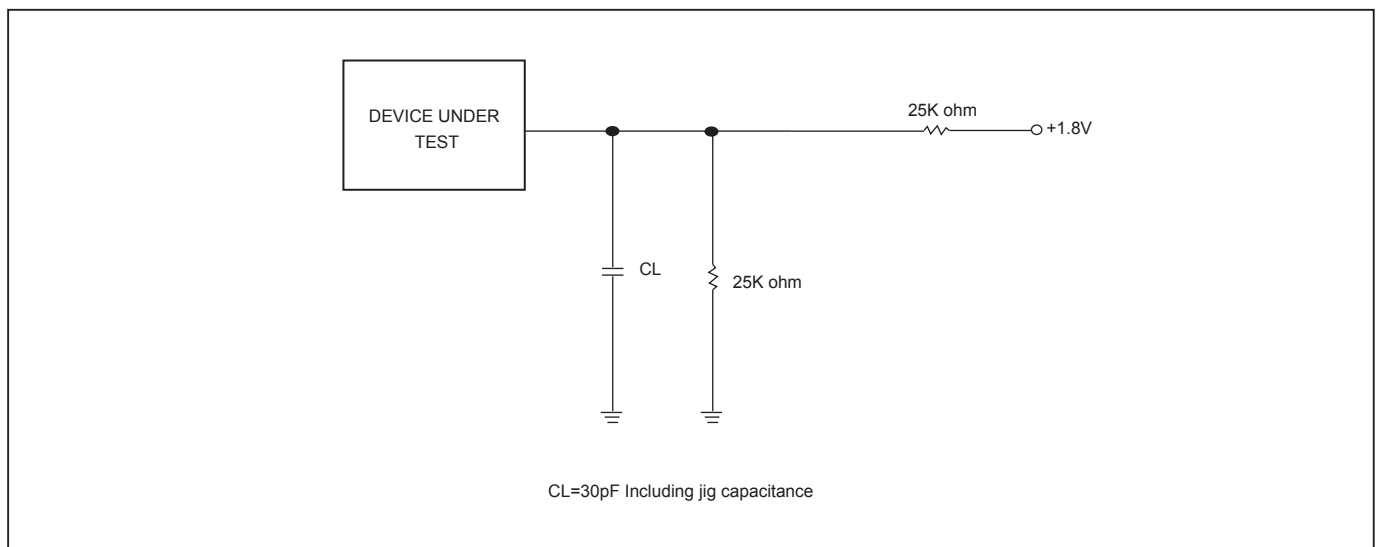 DEVICE UNDER
TEST
25K ohm
+1.8V
CL
25K ohm
CL=30pF Including jig capacitance